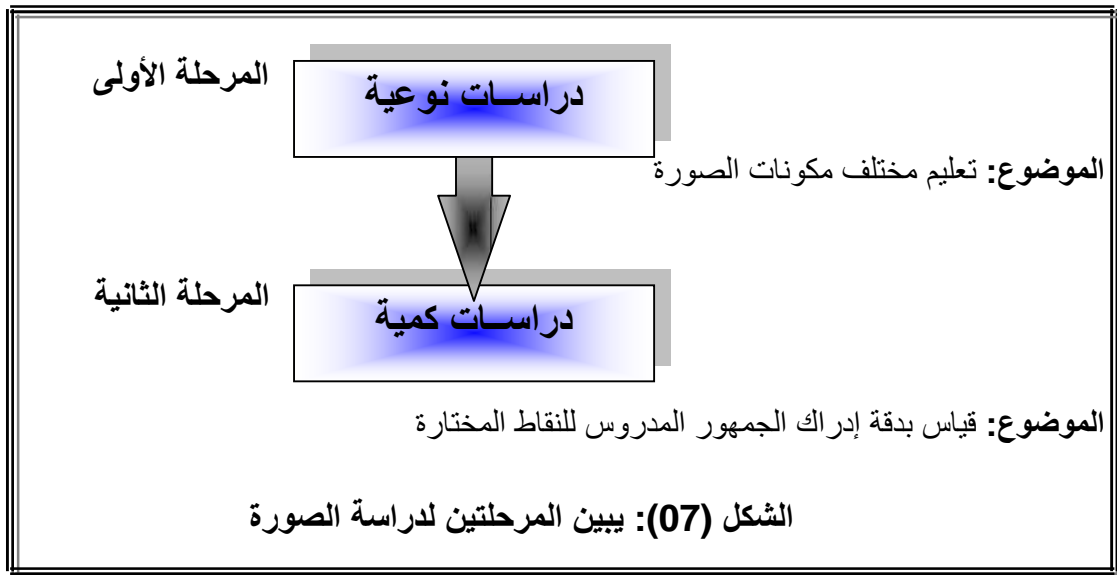 المرحلة الأولى
دراســات نوعية
الموضوع: تعليم مختلف مكونات الصورة
المرحلة الثانية
دراســات كمية
الموضوع: قياس بدقة إدراك الجمهور المدروس للنقاط المختارة
الشكل (07): يبين المرحلتين لدراسة الصورة